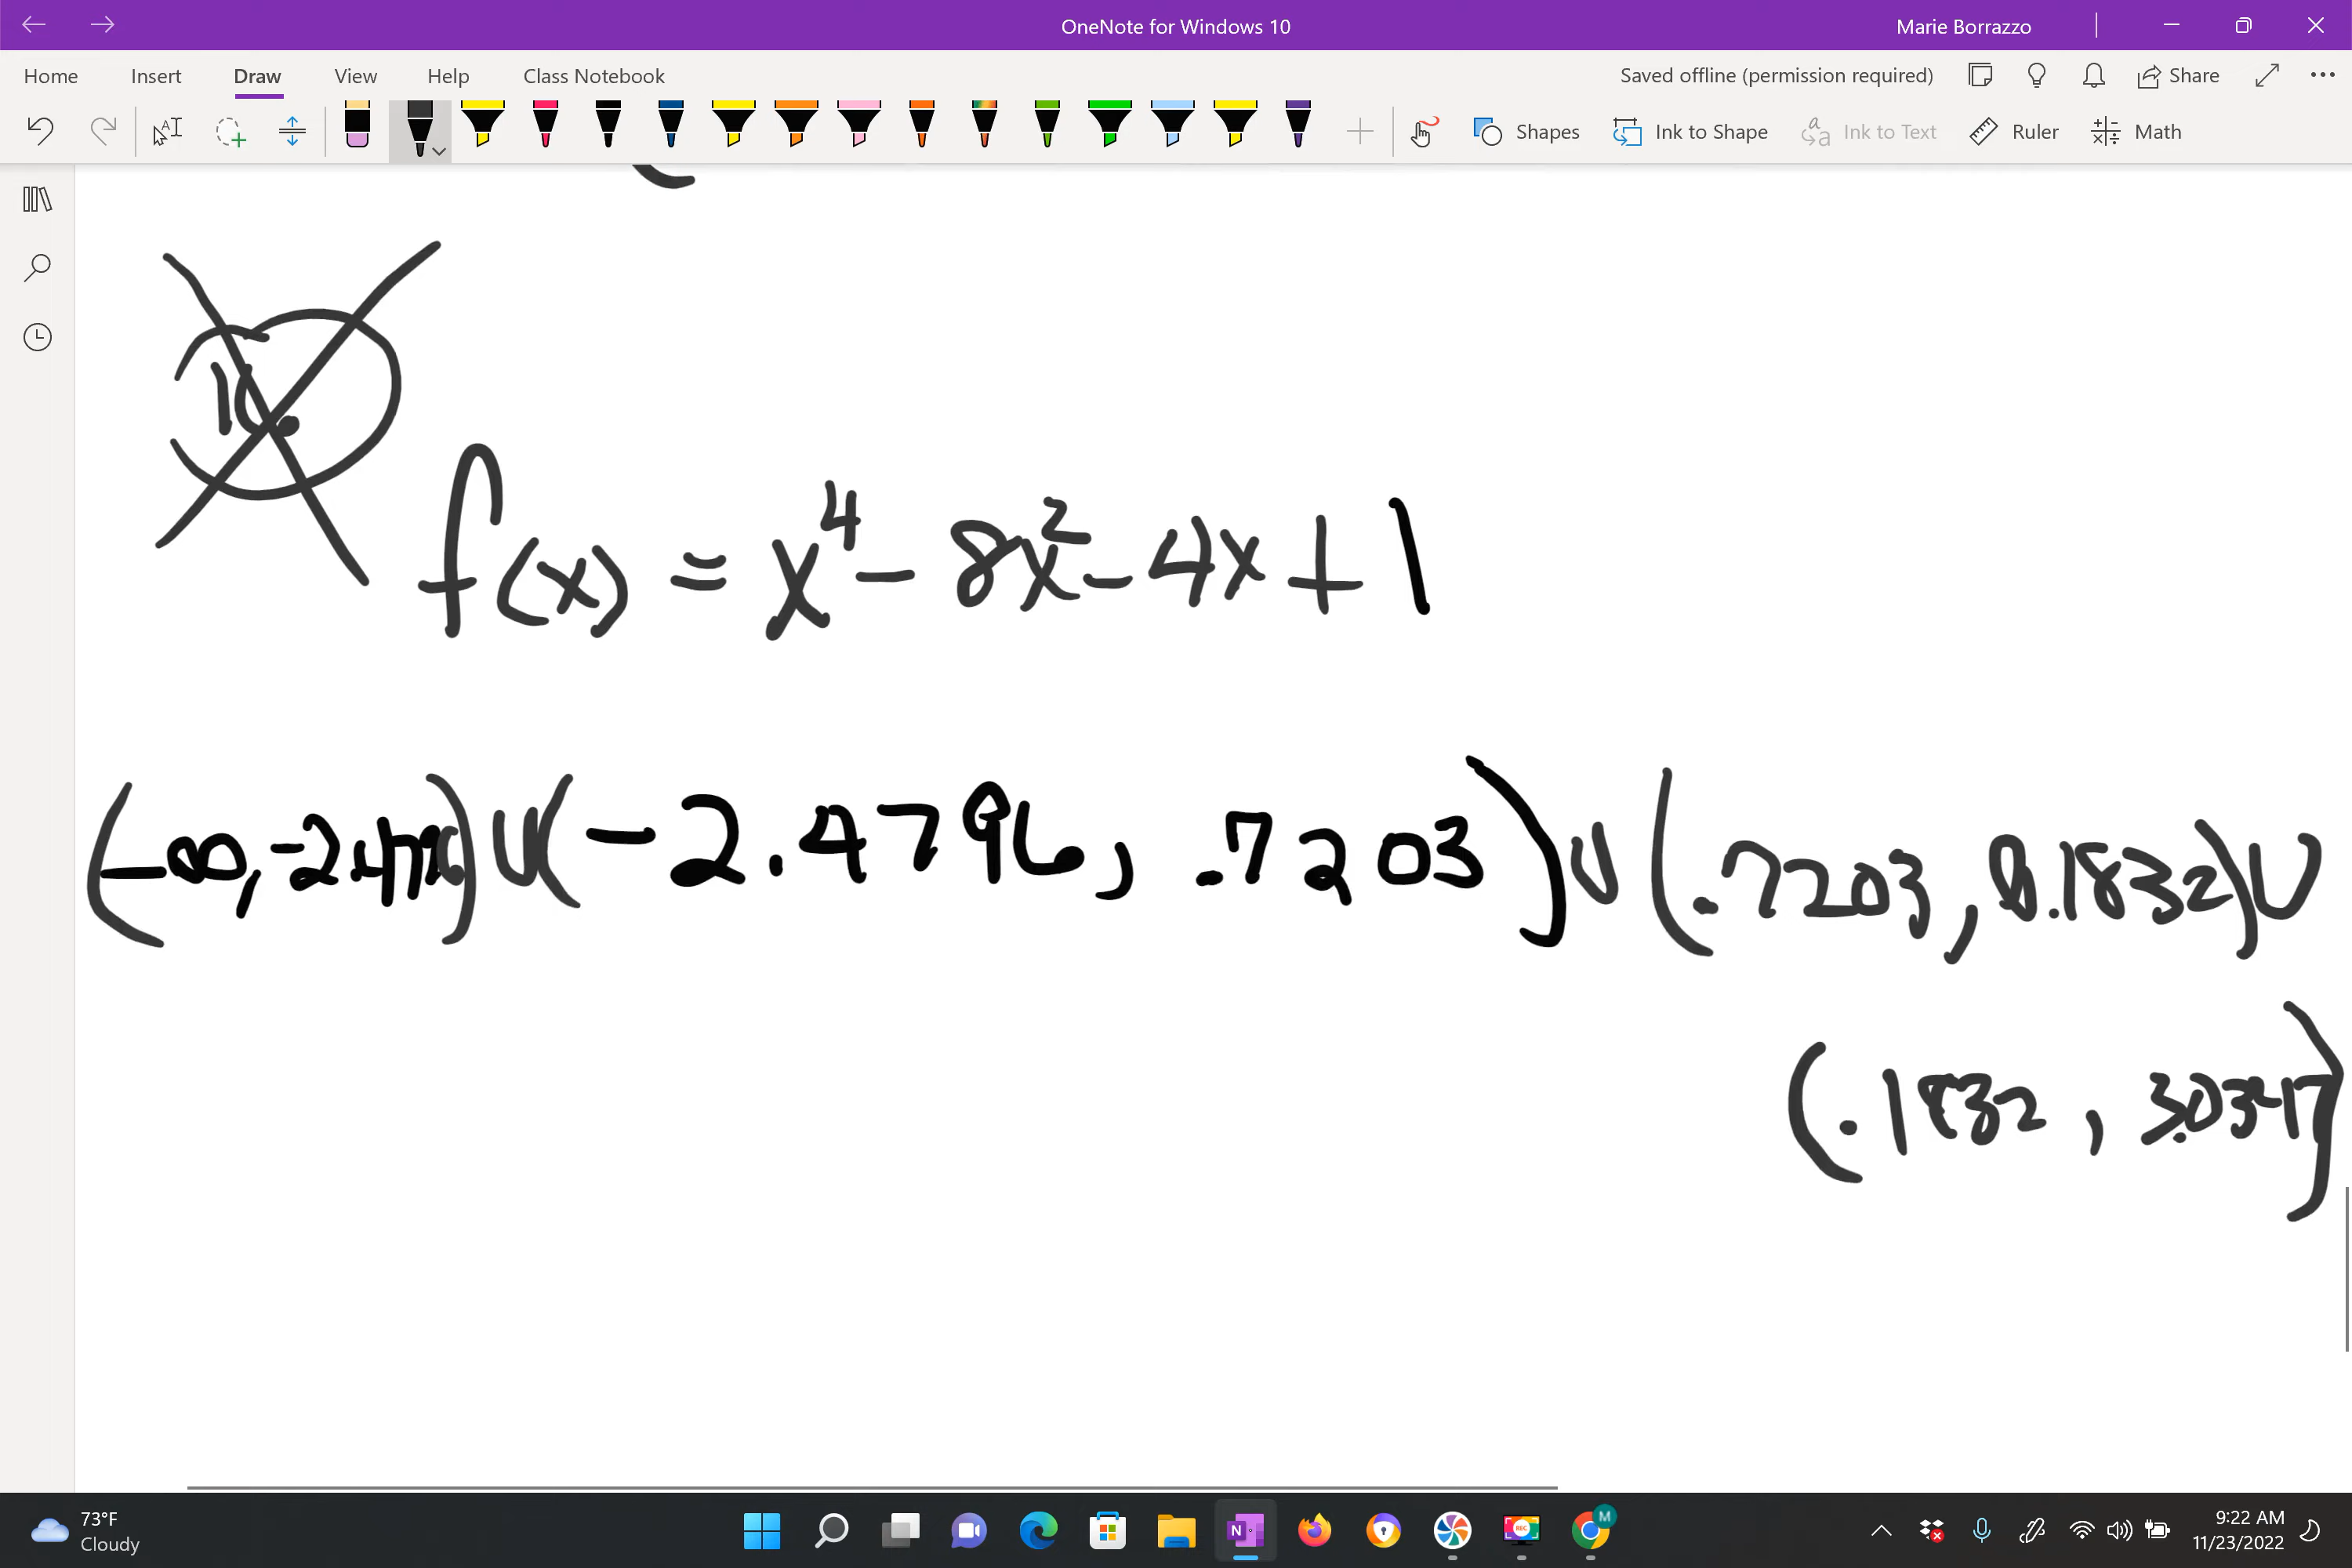 OneNote for Windows 10 Marie Borrazzo
Home Insert Draw View Help Class Notebook Saved offline (permission required) Share
Shapes Ink to Shape Ink to Text Ruler Math
f(x) = x⁴ - 8x² - 4x + 1
(-∞, -2.4796) ∪ (-2.4796, .7203) ∪ (.7203, 0.1832) ∪
(.1832, 3.0347)
73°F
Cloudy
9:22 AM
11/23/2022